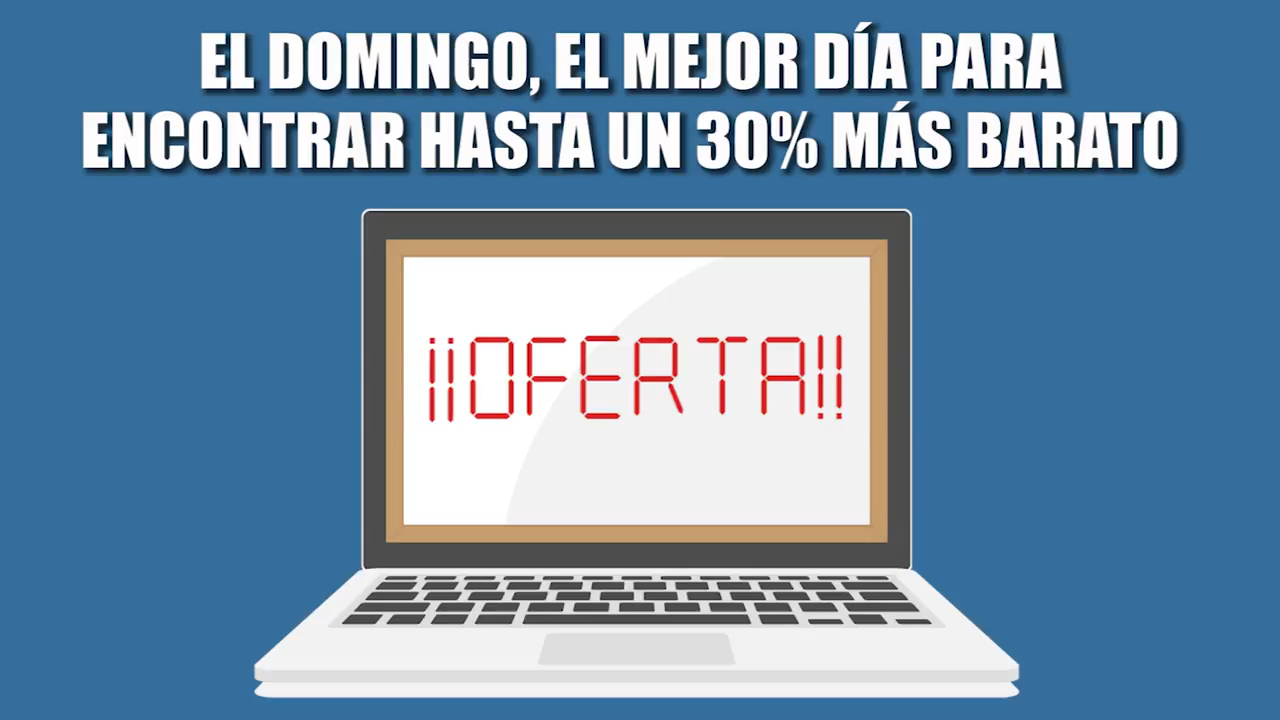 EL DOMINGO, EL MEJOR DÍA PARA
ENCONTRAR HASTA UN 30% MÁS BARATO
¡¡OFERTA!!